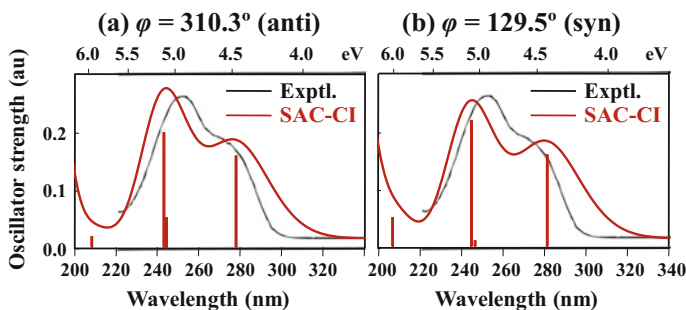 (a) φ = 310.3º (anti)
(b) φ = 129.5º (syn)
6.0 5.5 5.0 4.5 4.0 eV
6.0 5.5 5.0 4.5 4.0 eV
Exptl.
SAC-CI
Exptl.
SAC-CI
Oscillator strength (au)
0.2
0.1
0.0
200 220 240 260 280 300 320
200 220 240 260 280 300 320 340
Wavelength (nm)
Wavelength (nm)